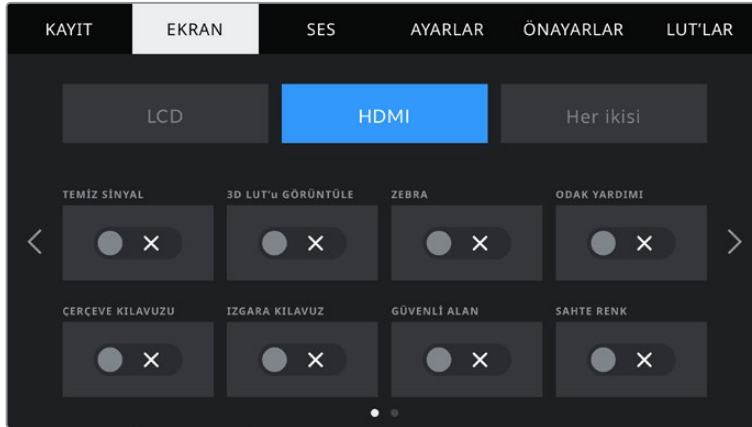 KAYIT EKRAN SES AYARLAR ÖNAYARLAR LUT'LAR
LCD HDMI Her ikisi
TEMİZ SİNYAL 3D LUT'u GÖRÜNTÜLE ZEBRA ODAK YARDIMI
ÇERÇEVE KILAVUZU IZGARA KILAVUZ GÜVENLİ ALAN SAHTE RENK